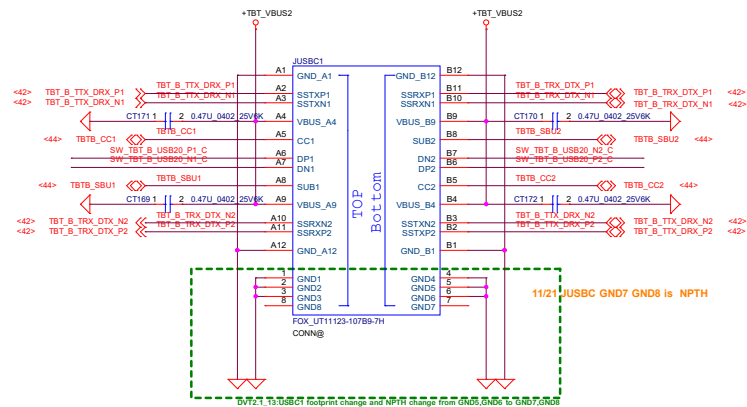 +TBT_VBUS2 +TBT_VBUS2
JUSBC1
A1 GND_A1 GND_B12 B12
<42> TBT_B_TTX_DRX_P1 TBT_B_TTX_DRX_P1 A2 SSTXP1 SSRXP1 B11 TBT_B_TRX_DTX_P1 TBT_B_TRX_DTX_P1 <42>
<42> TBT_B_TTX_DRX_N1 TBT_B_TTX_DRX_N1 A3 SSTXN1 SSRXN1 B10 TBT_B_TRX_DTX_N1 TBT_B_TRX_DTX_N1 <42>
CT171 1 2 0.47U_0402_25V6K A4 VBUS_A4 VBUS_B9 B9 CT170 1 2 0.47U_0402_25V6K
<44> TBTB_CC1 TBTB_CC1 A5 CC1 SUB2 B8 TBTB_SBU2 TBTB_SBU2 <44>
SW_TBT_B_USB20_P1_C A6 DP1 DN2 B7 SW_TBT_B_USB20_N2_C
SW_TBT_B_USB20_N1_C A7 DN1 DP2 B6 SW_TBT_B_USB20_P2_C
<44> TBTB_SBU1 TBTB_SBU1 A8 SUB1 CC2 B5 TBTB_CC2 TBTB_CC2 <44>
CT169 1 2 0.47U_0402_25V6K A9 VBUS_A9 VBUS_B4 B4 CT172 1 2 0.47U_0402_25V6K
<42> TBT_B_TRX_DTX_N2 TBT_B_TRX_DTX_N2 A10 SSRXN2 SSTXN2 B3 TBT_B_TTX_DRX_N2 TBT_B_TTX_DRX_N2 <42>
<42> TBT_B_TRX_DTX_P2 TBT_B_TRX_DTX_P2 A11 SSRXP2 SSTXP2 B2 TBT_B_TTX_DRX_P2 TBT_B_TTX_DRX_P2 <42>
A12 GND_A12 GND_B1 B1
TOP
Bottom
1 GND1 GND4 4
2 GND2 GND5 5
3 GND3 GND6 6
8 GND8 GND7 7
11/21 JUSBC GND7 GND8 is NPTH
FOX_UT11123-107B9-7H
CONN@
DVT2.1_13:USBC1 footprint change and NPTH change from GND5,GND6 to GND7,GND8